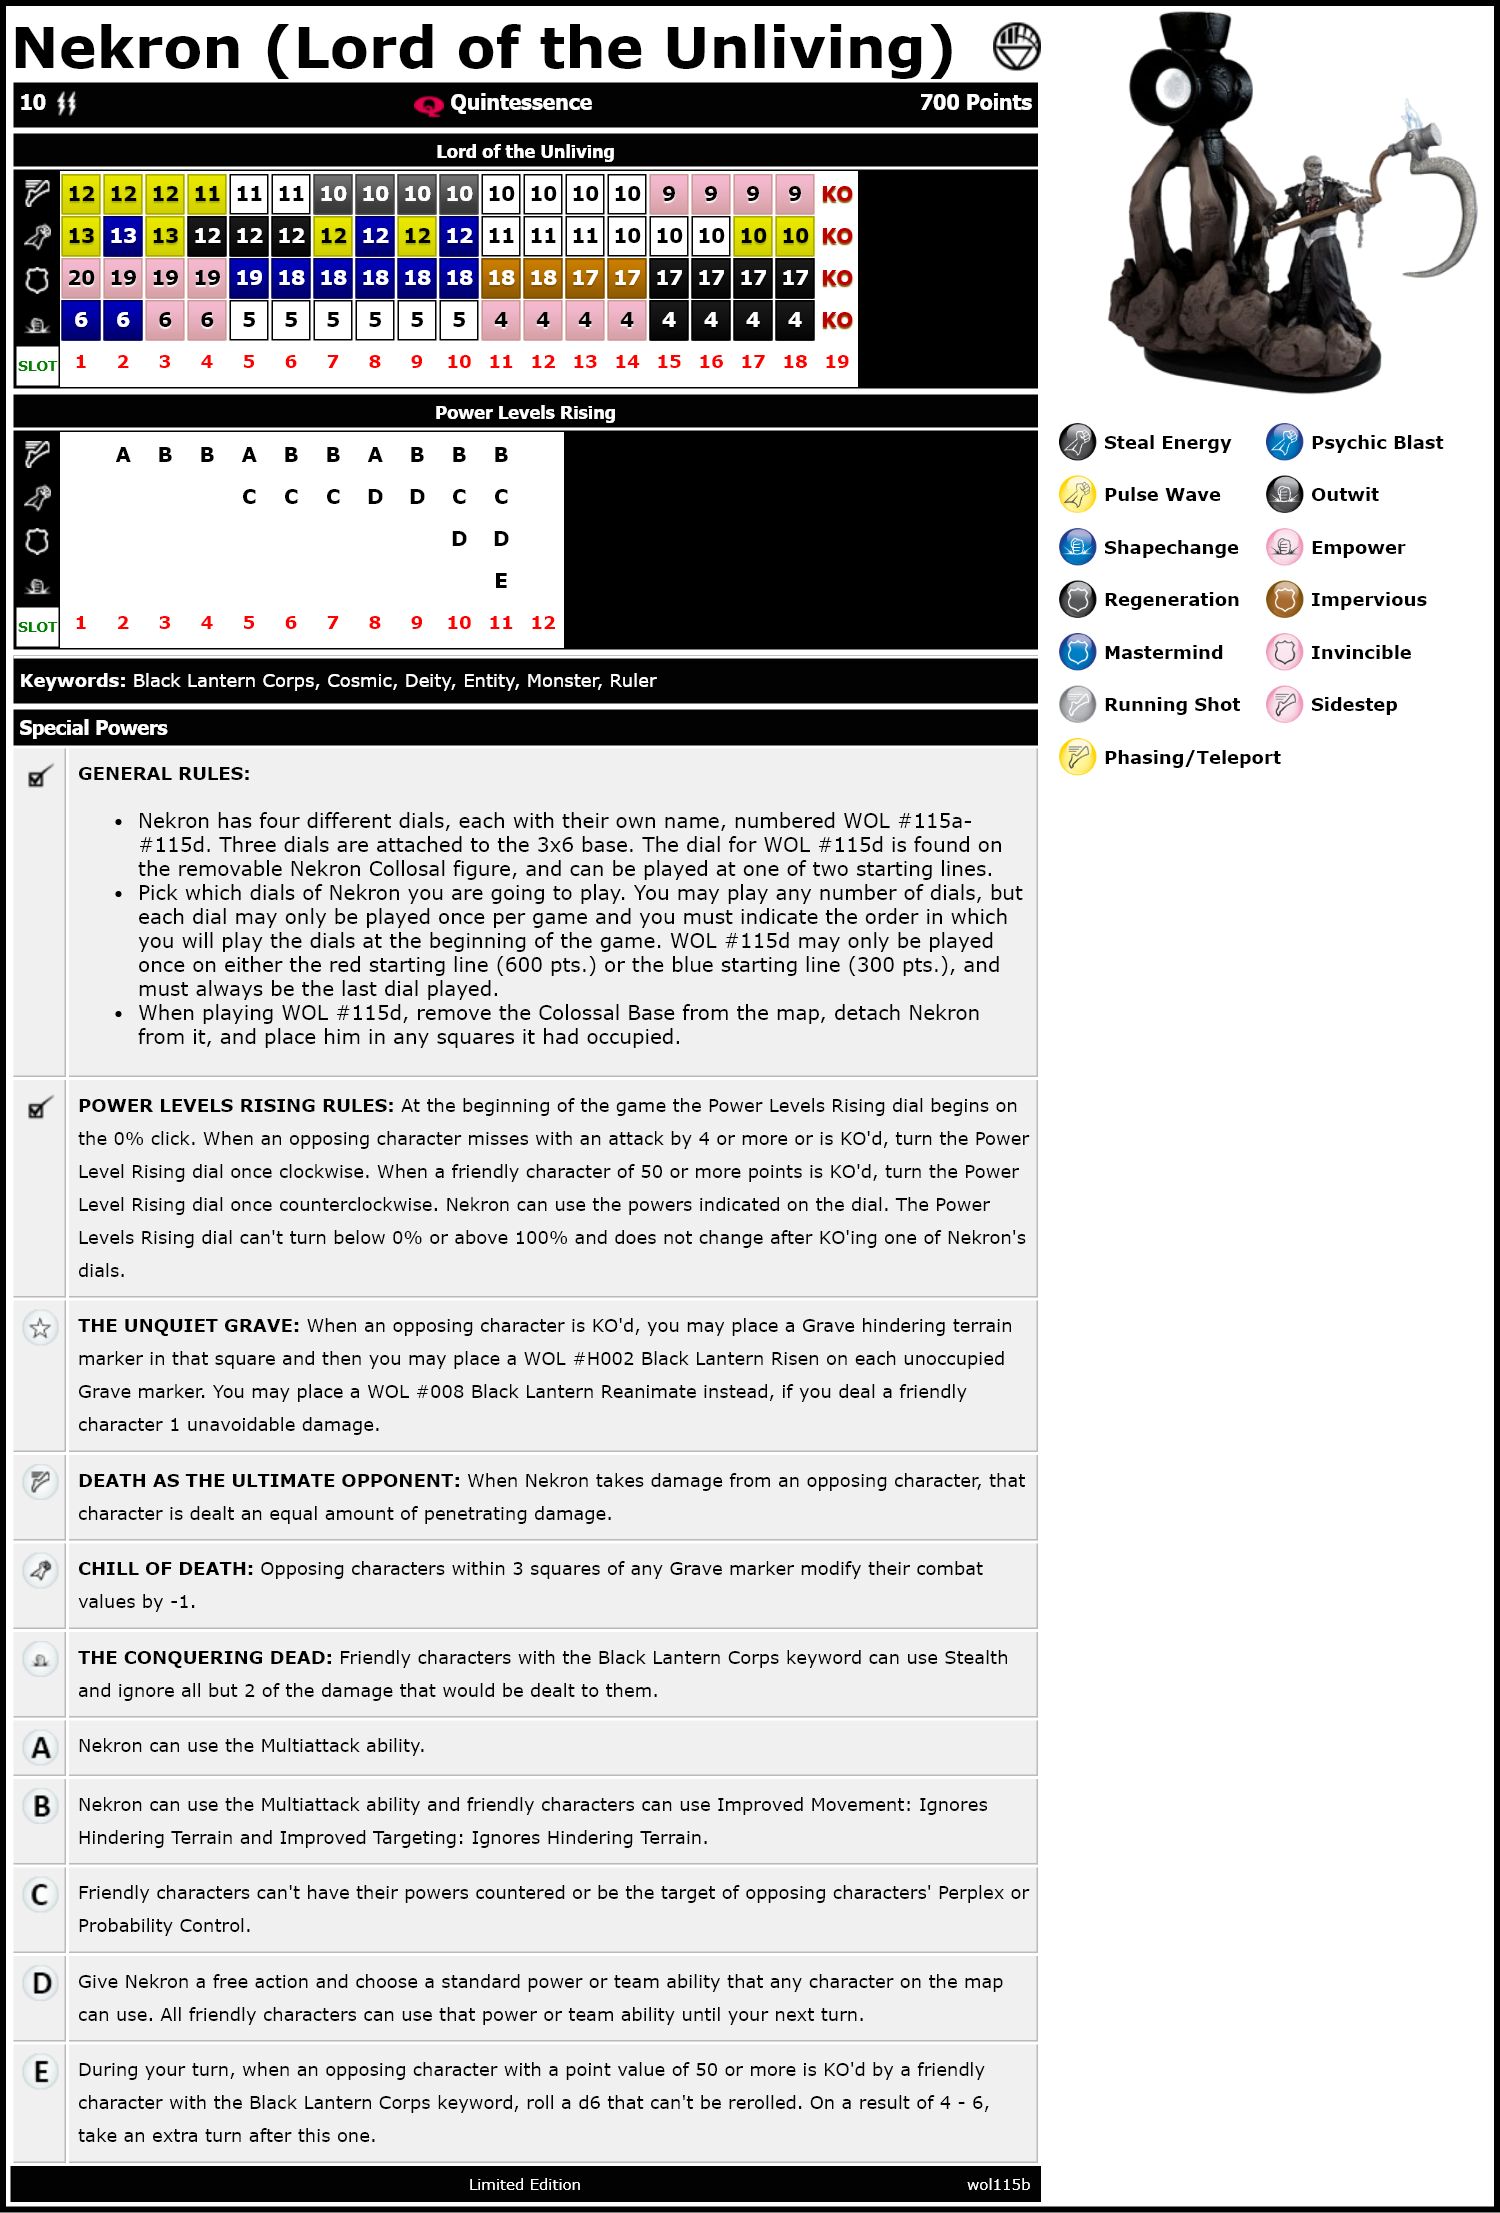 Nekron (Lord of the Unliving)
10 Quintessence 700 Points
Lord of the Unliving
12 12 12 11 11 11 10 10 10 10 10 10 10 10 9 9 9 9 KO
13 13 13 12 12 12 12 12 12 12 11 11 11 10 10 10 10 10 KO
20 19 19 19 19 18 18 18 18 18 18 18 17 17 17 17 17 17 KO
6 6 6 6 5 5 5 5 5 5 4 4 4 4 4 4 4 4 KO
SLOT 1 2 3 4 5 6 7 8 9 10 11 12 13 14 15 16 17 18 19
Power Levels Rising
A B B A B B A B B B
C C C D D C C
D D
E
SLOT 1 2 3 4 5 6 7 8 9 10 11 12
Keywords: Black Lantern Corps, Cosmic, Deity, Entity, Monster, Ruler
Special Powers
GENERAL RULES:
• Nekron has four different dials, each with their own name, numbered WOL #115a-
#115d. Three dials are attached to the 3x6 base. The dial for WOL #115d is found on
the removable Nekron Collosal figure, and can be played at one of two starting lines.
• Pick which dials of Nekron you are going to play. You may play any number of dials, but
each dial may only be played once per game and you must indicate the order in which
you will play the dials at the beginning of the game. WOL #115d may only be played
once on either the red starting line (600 pts.) or the blue starting line (300 pts.), and
must always be the last dial played.
• When playing WOL #115d, remove the Colossal Base from the map, detach Nekron
from it, and place him in any squares it had occupied.
POWER LEVELS RISING RULES: At the beginning of the game the Power Levels Rising dial begins on
the 0% click. When an opposing character misses with an attack by 4 or more or is KO'd, turn the Power
Level Rising dial once clockwise. When a friendly character of 50 or more points is KO'd, turn the Power
Level Rising dial once counterclockwise. Nekron can use the powers indicated on the dial. The Power
Levels Rising dial can't turn below 0% or above 100% and does not change after KO'ing one of Nekron's
dials.
THE UNQUIET GRAVE: When an opposing character is KO'd, you may place a Grave hindering terrain
marker in that square and then you may place a WOL #H002 Black Lantern Risen on each unoccupied
Grave marker. You may place a WOL #008 Black Lantern Reanimate instead, if you deal a friendly
character 1 unavoidable damage.
DEATH AS THE ULTIMATE OPPONENT: When Nekron takes damage from an opposing character, that
character is dealt an equal amount of penetrating damage.
CHILL OF DEATH: Opposing characters within 3 squares of any Grave marker modify their combat
values by -1.
THE CONQUERING DEAD: Friendly characters with the Black Lantern Corps keyword can use Stealth
and ignore all but 2 of the damage that would be dealt to them.
A Nekron can use the Multiattack ability.
B Nekron can use the Multiattack ability and friendly characters can use Improved Movement: Ignores
Hindering Terrain and Improved Targeting: Ignores Hindering Terrain.
C Friendly characters can't have their powers countered or be the target of opposing characters' Perplex or
Probability Control.
D Give Nekron a free action and choose a standard power or team ability that any character on the map
can use. All friendly characters can use that power or team ability until your next turn.
E During your turn, when an opposing character with a point value of 50 or more is KO'd by a friendly
character with the Black Lantern Corps keyword, roll a d6 that can't be rerolled. On a result of 4 - 6,
take an extra turn after this one.
Limited Edition wol115b
Steal Energy Psychic Blast
Pulse Wave Outwit
Shapechange Empower
Regeneration Impervious
Mastermind Invincible
Running Shot Sidestep
Phasing/Teleport